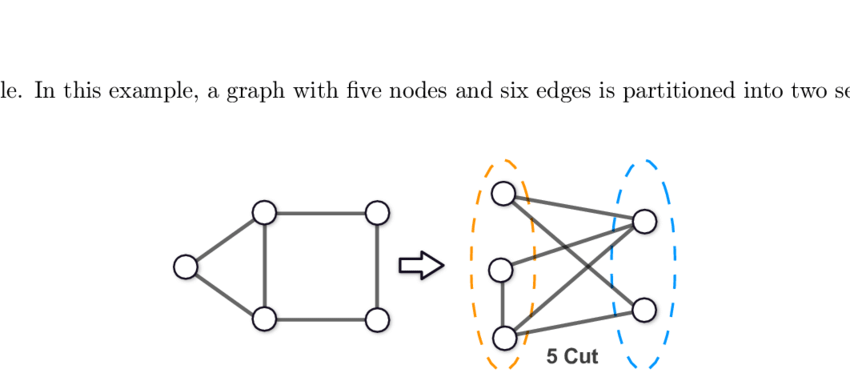 le. In this example, a graph with five nodes and six edges is partitioned into two se
5 Cut